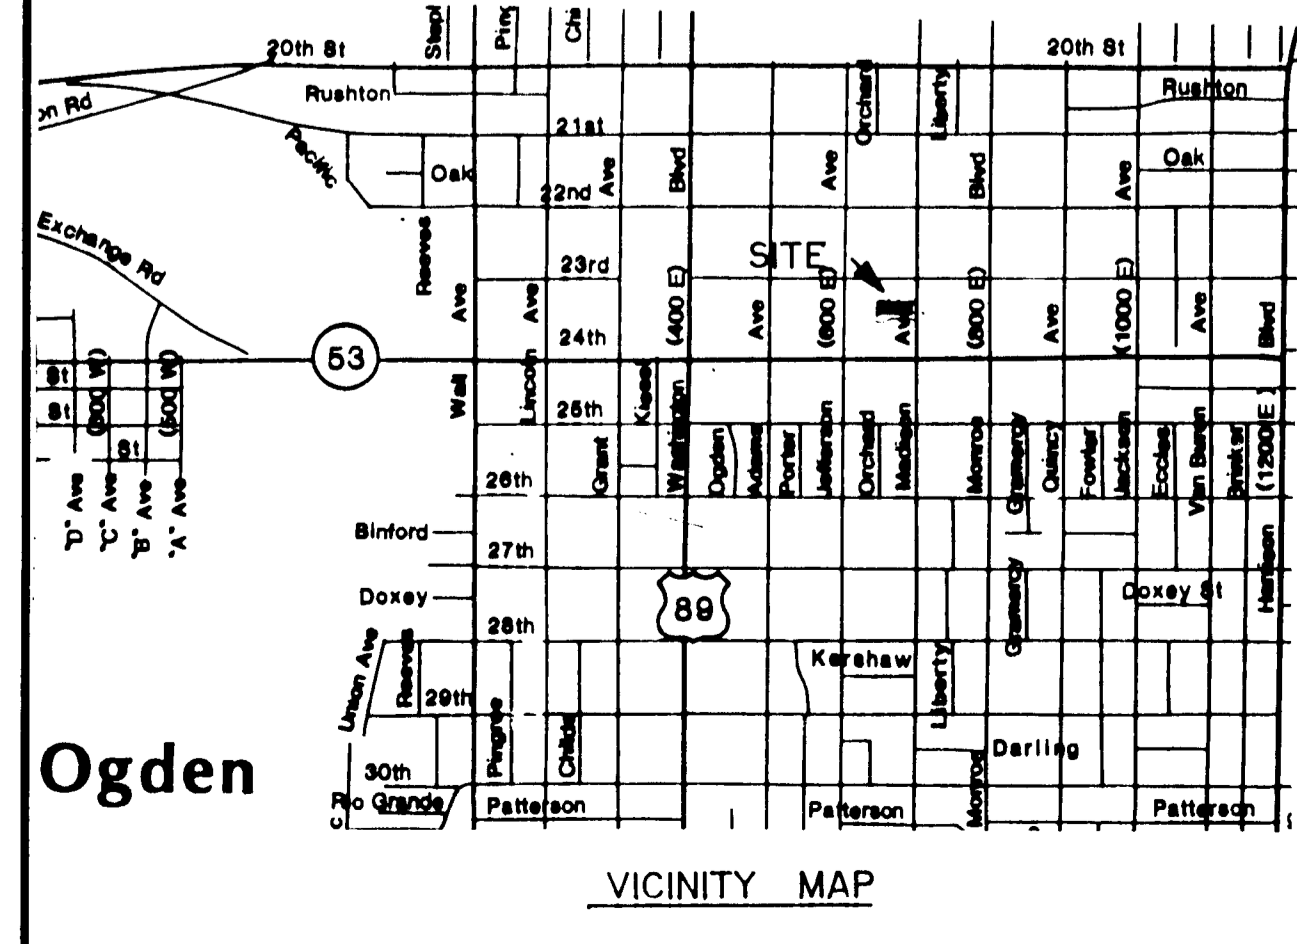 Stepl
Ping
Chi
20th St
20th St
on Rd
Rushton
Orchard
Liberty
Rushton
Pacific
21st
Oak
Ave
Blvd
Ave
Blvd
Ave
Oak
22nd
Exchange Rd
Reeves
SITE
23rd
Ave
Ave
(400 E)
Ave
(600 E)
Ave
(800 E)
Ave
(1000 E)
Ave
Blvd
24th
53
St
(300 W)
(500 W)
Wall
Lincoln
Kiesel
25th
St
St
Grant
Washington
Ogden
Adams
Porter
Jefferson
Orchard
Madison
Monroe
Gramercy
Quincy
Fowler
Jackson
Eccles
Van Buren
Brinker
(1200 E)
26th
"D" Ave
"C" Ave
"B" Ave
"A" Ave
Binford
27th
Harrison
Doxey
89
Gramercy
Doxey St
28th
Union Ave
Reeves
Kershaw
Liberty
29th
Pingree
Childs
Darling
Ogden
30th
Monroe
Rio Grande
Patterson
Patterson
Patterson
VICINITY MAP